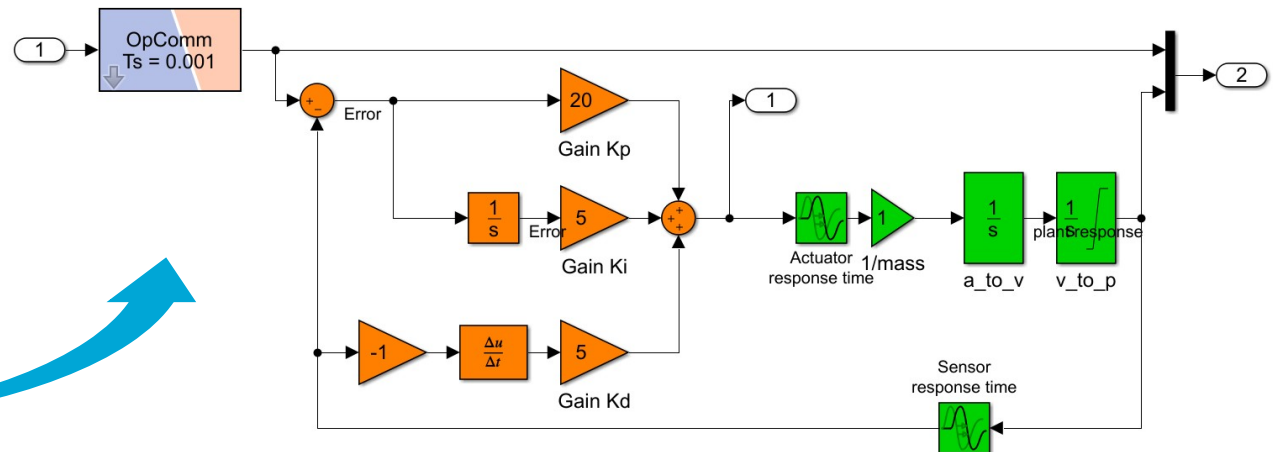 1
OpComm
Ts = 0.001
+
−
Error
20
Gain Kp
1
2
1
s
Error
5
Gain Ki
+
+
+
Actuator
response time
1
1/mass
1
s
a_to_v
1
s
plant response
v_to_p
-1
Δu
Δt
5
Gain Kd
Sensor
response time